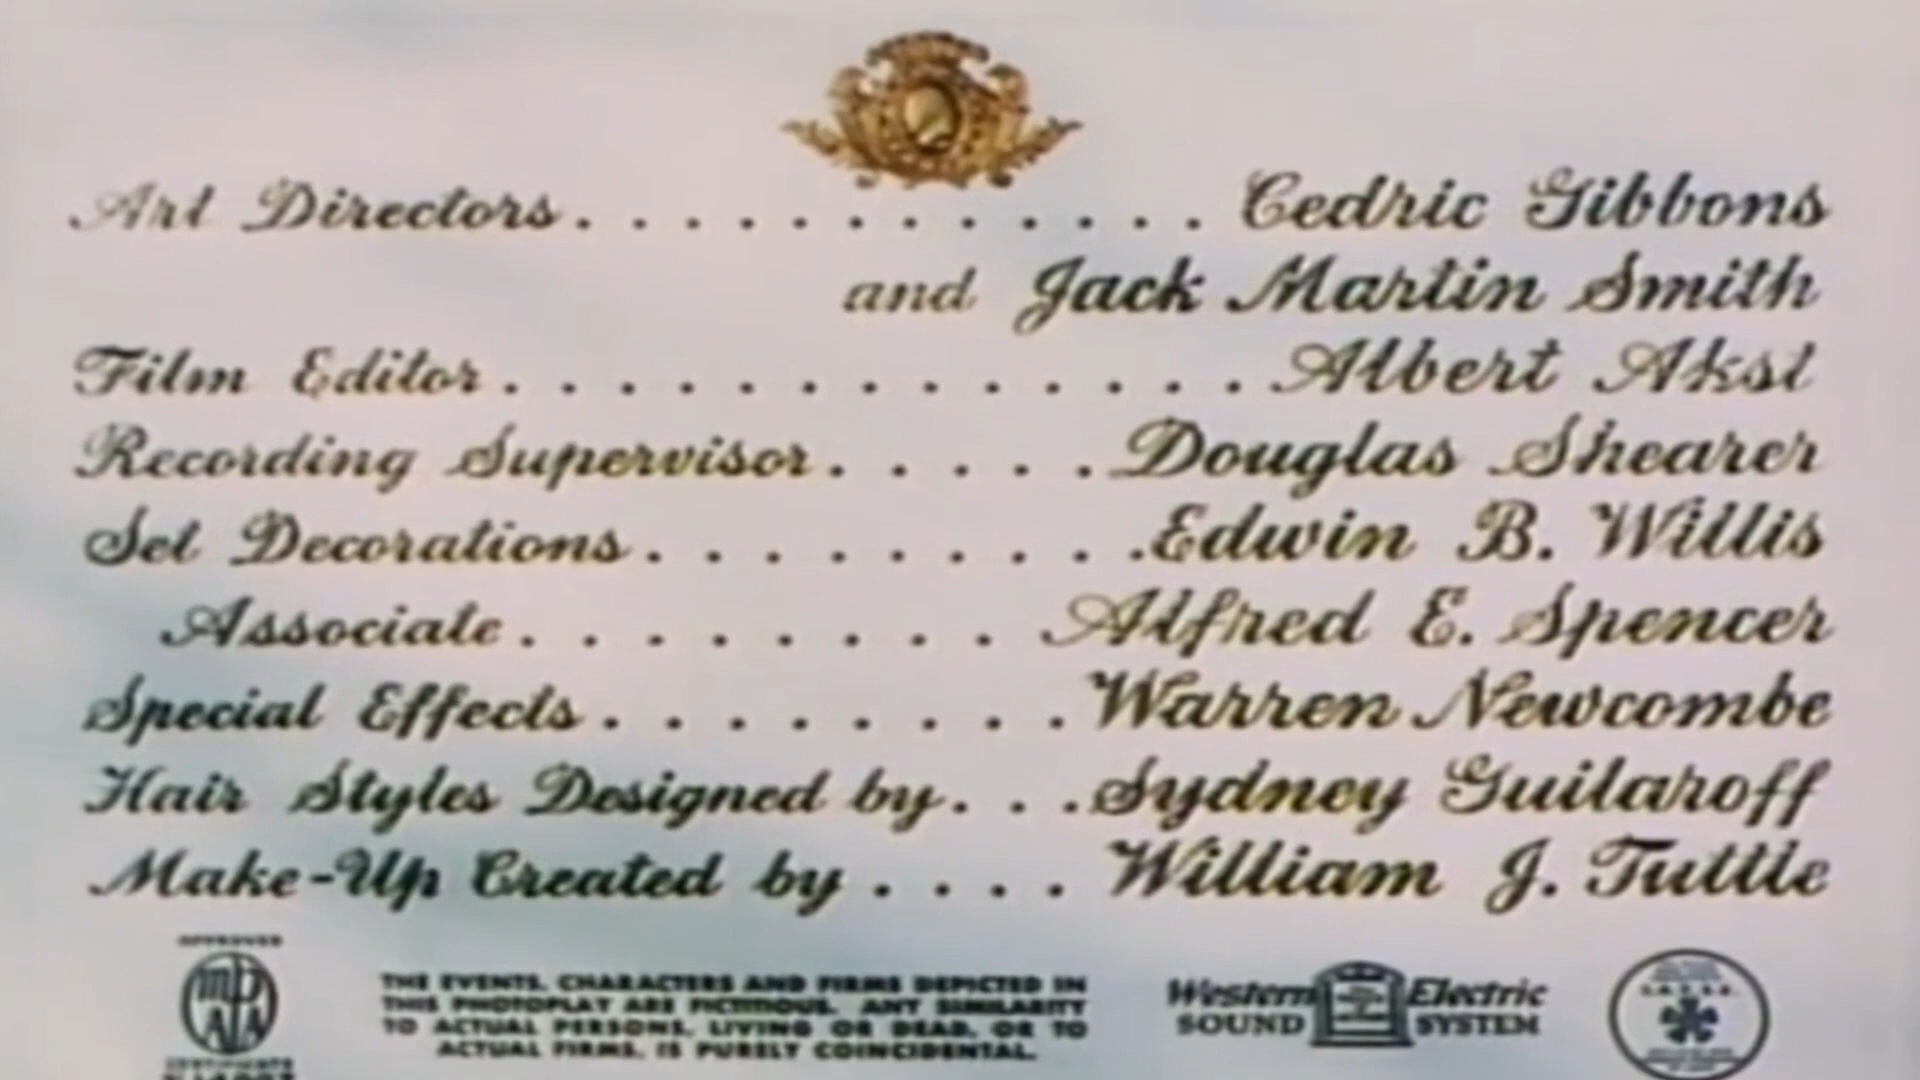 Art Directors............. Cedric Gibbons
and Jack Martin Smith
Film Editor............. Albert Akst
Recording Supervisor..... Douglas Shearer
Set Decorations......... Edwin B. Willis
Associate......... Alfred E. Spencer
Special Effects........ Warren Newcombe
Hair Styles Designed by... Sydney Guilaroff
Make-Up Created by.... William J. Tuttle
APPROVED
MPAA
CERTIFICATE
THE EVENTS, CHARACTERS AND FIRMS DEPICTED IN
THIS PHOTOPLAY ARE FICTITIOUS. ANY SIMILARITY
TO ACTUAL PERSONS, LIVING OR DEAD, OR TO
ACTUAL FIRMS, IS PURELY COINCIDENTAL.
Western Electric
SOUND SYSTEM